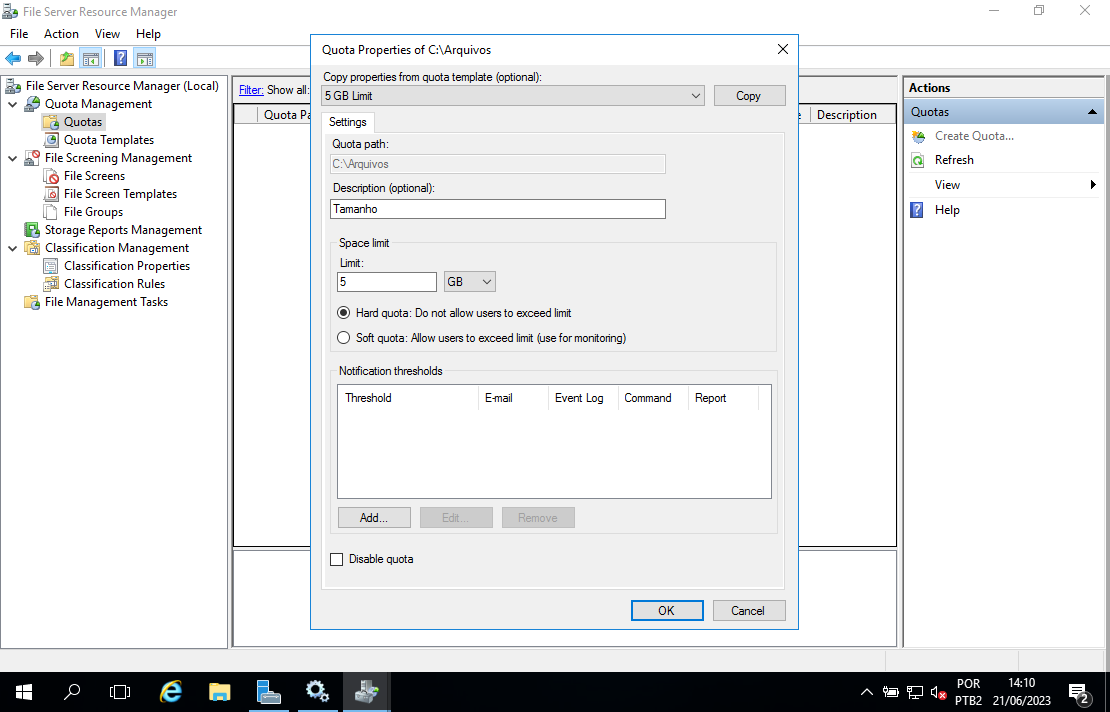 File Server Resource Manager
File Action View Help
File Server Resource Manager (Local)
Quota Management
Quotas
Quota Templates
File Screening Management
File Screens
File Screen Templates
File Groups
Storage Reports Management
Classification Management
Classification Properties
Classification Rules
File Management Tasks
Filter: Show all:
Quota Pa
Description
Quota Properties of C:\Arquivos
Copy properties from quota template (optional):
5 GB Limit
Copy
Settings
Quota path:
C:\Arquivos
Description (optional):
Tamanho
Space limit
Limit:
5 GB
Hard quota: Do not allow users to exceed limit
Soft quota: Allow users to exceed limit (use for monitoring)
Notification thresholds
Threshold E-mail Event Log Command Report
Add... Edit... Remove
Disable quota
OK Cancel
Actions
Quotas
Create Quota...
Refresh
View
Help
POR
PTB2
14:10
21/06/2023
2